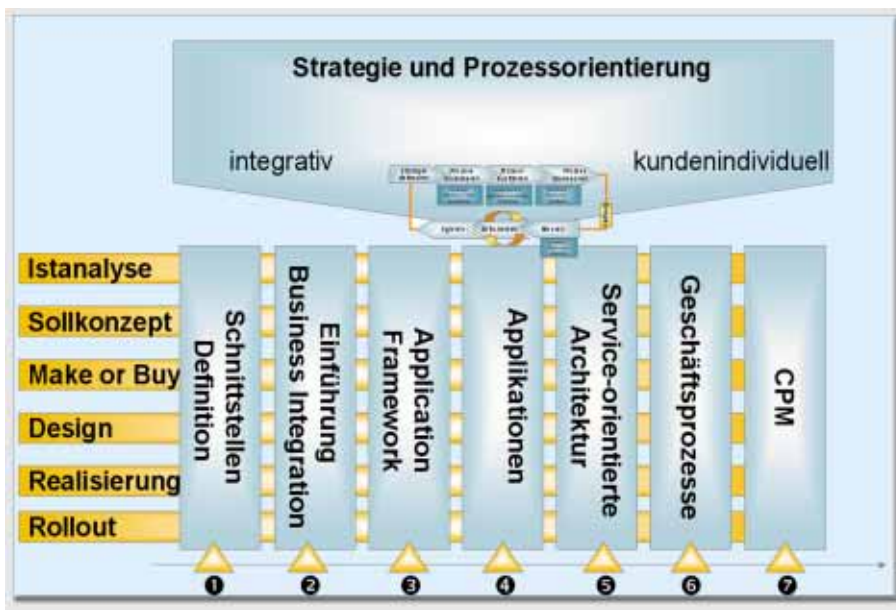 Strategie und Prozessorientierung
integrativ
kundenindividuell
Istanalyse
Sollkonzept
Make or Buy
Design
Realisierung
Rollout
Schnittstellen
Definition
Einführung
Business Integration
Application
Framework
Applikationen
Service-orientierte
Architektur
Geschäftsprozesse
CPM
❶ ❷ ❸ ❹ ❺ ❻ ❼